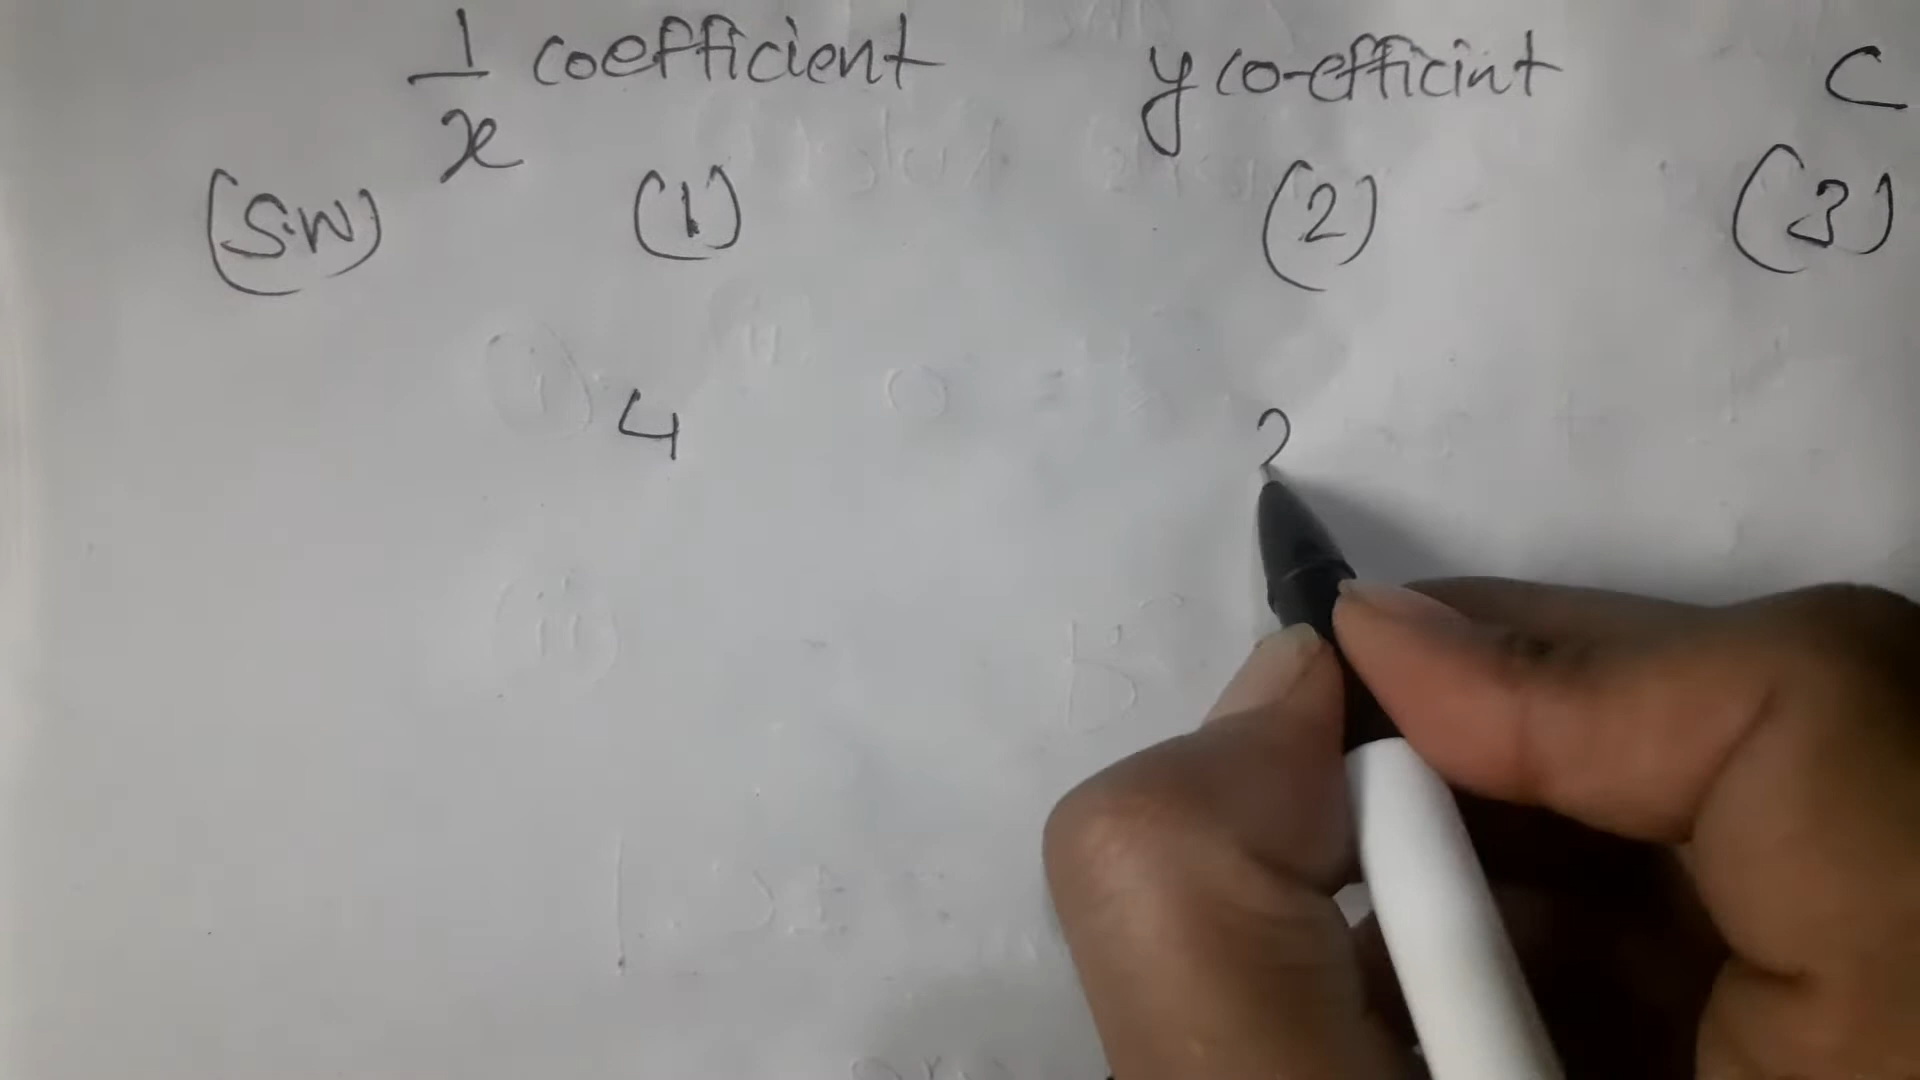 1/x coefficient y co-efficint C
(S.W) (1) (2) (3)
4 2